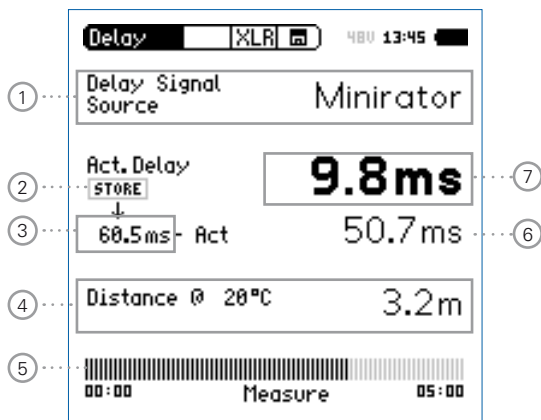 Delay XLR 48V 13:45
1 Delay Signal Source Minirator
Act. Delay 9.8ms 7
2 STORE
3 60.5ms - Act 50.7ms 6
4 Distance @ 20°C 3.2m
5
00:00 Measure 05:00